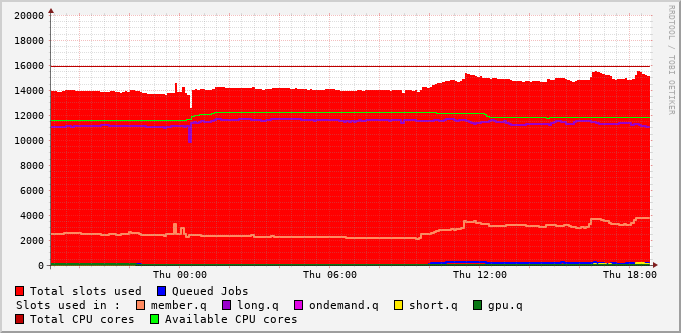 20000
18000
16000
14000
12000
10000
8000
6000
4000
2000
0
Thu 00:00 Thu 06:00 Thu 12:00 Thu 18:00
Total slots used Queued Jobs
Slots used in : member.q long.q ondemand.q short.q gpu.q
Total CPU cores Available CPU cores
RRDTOOL / TOBI OETIKER